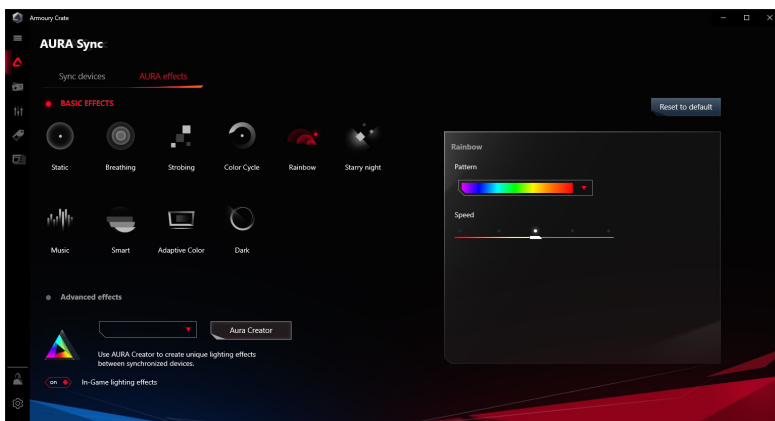 Armoury Crate
AURA Sync
Sync devices AURA effects
BASIC EFFECTS
Reset to default
Static Breathing Strobing Color Cycle Rainbow Starry night
Rainbow
Pattern
Speed
Music Smart Adaptive Color Dark
Advanced effects
Aura Creator
Use AURA Creator to create unique lighting effects
between synchronized devices.
on In-Game lighting effects